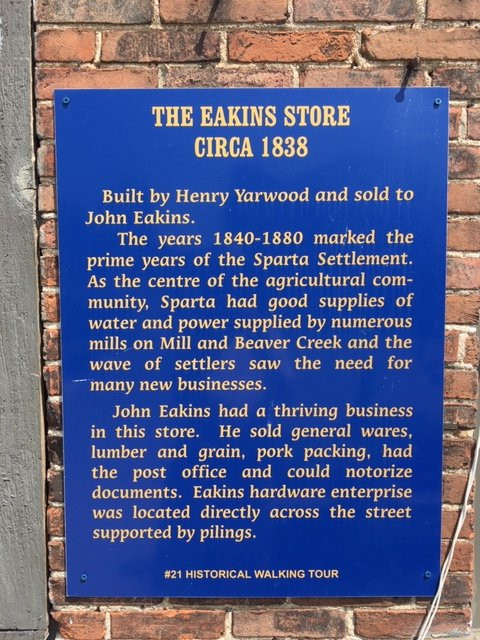 THE EAKINS STORE
CIRCA 1838
Built by Henry Yarwood and sold to
John Eakins.
The years 1840-1880 marked the
prime years of the Sparta Settlement.
As the centre of the agricultural com-
munity, Sparta had good supplies of
water and power supplied by numerous
mills on Mill and Beaver Creek and the
wave of settlers saw the need for
many new businesses.
John Eakins had a thriving business
in this store. He sold general wares,
lumber and grain, pork packing, had
the post office and could notorize
documents. Eakins hardware enterprise
was located directly across the street
supported by pilings.
#21 HISTORICAL WALKING TOUR